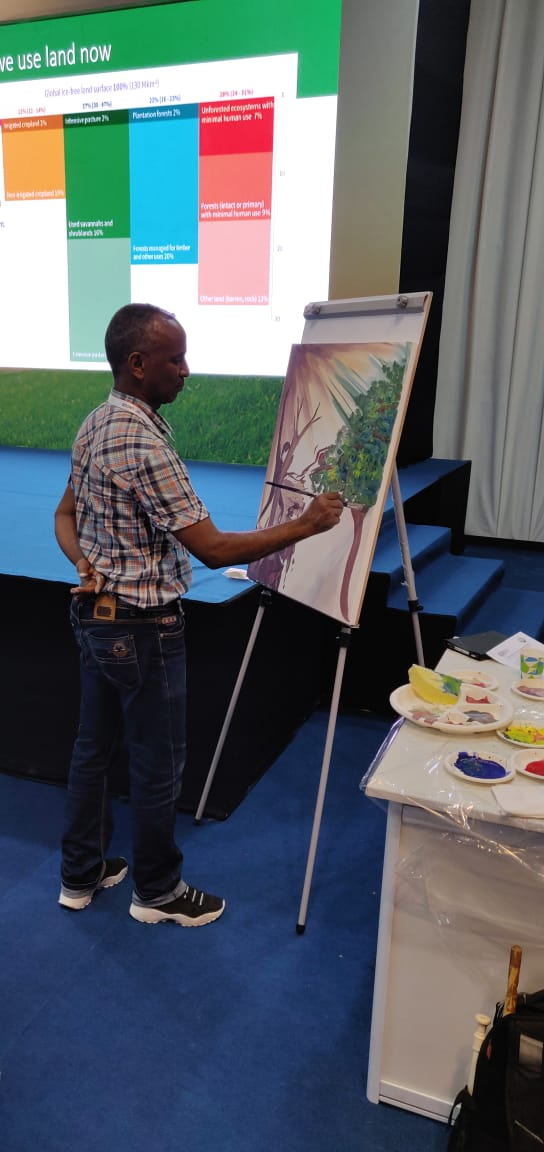 ve use land now
Global ice-free land surface 100% (130 Mkm²)
Irrigated cropland 2%
Intensive pasture 2%
Plantation forests 2%
Unforested ecosystems with
minimal human use 7%
Non-irrigated cropland 10%
Used savannahs and
shrublands 16%
Forests (intact or primary)
with minimal human use 9%
Forests managed for timber
and other uses 20%
Other land (barren, rock) 12%